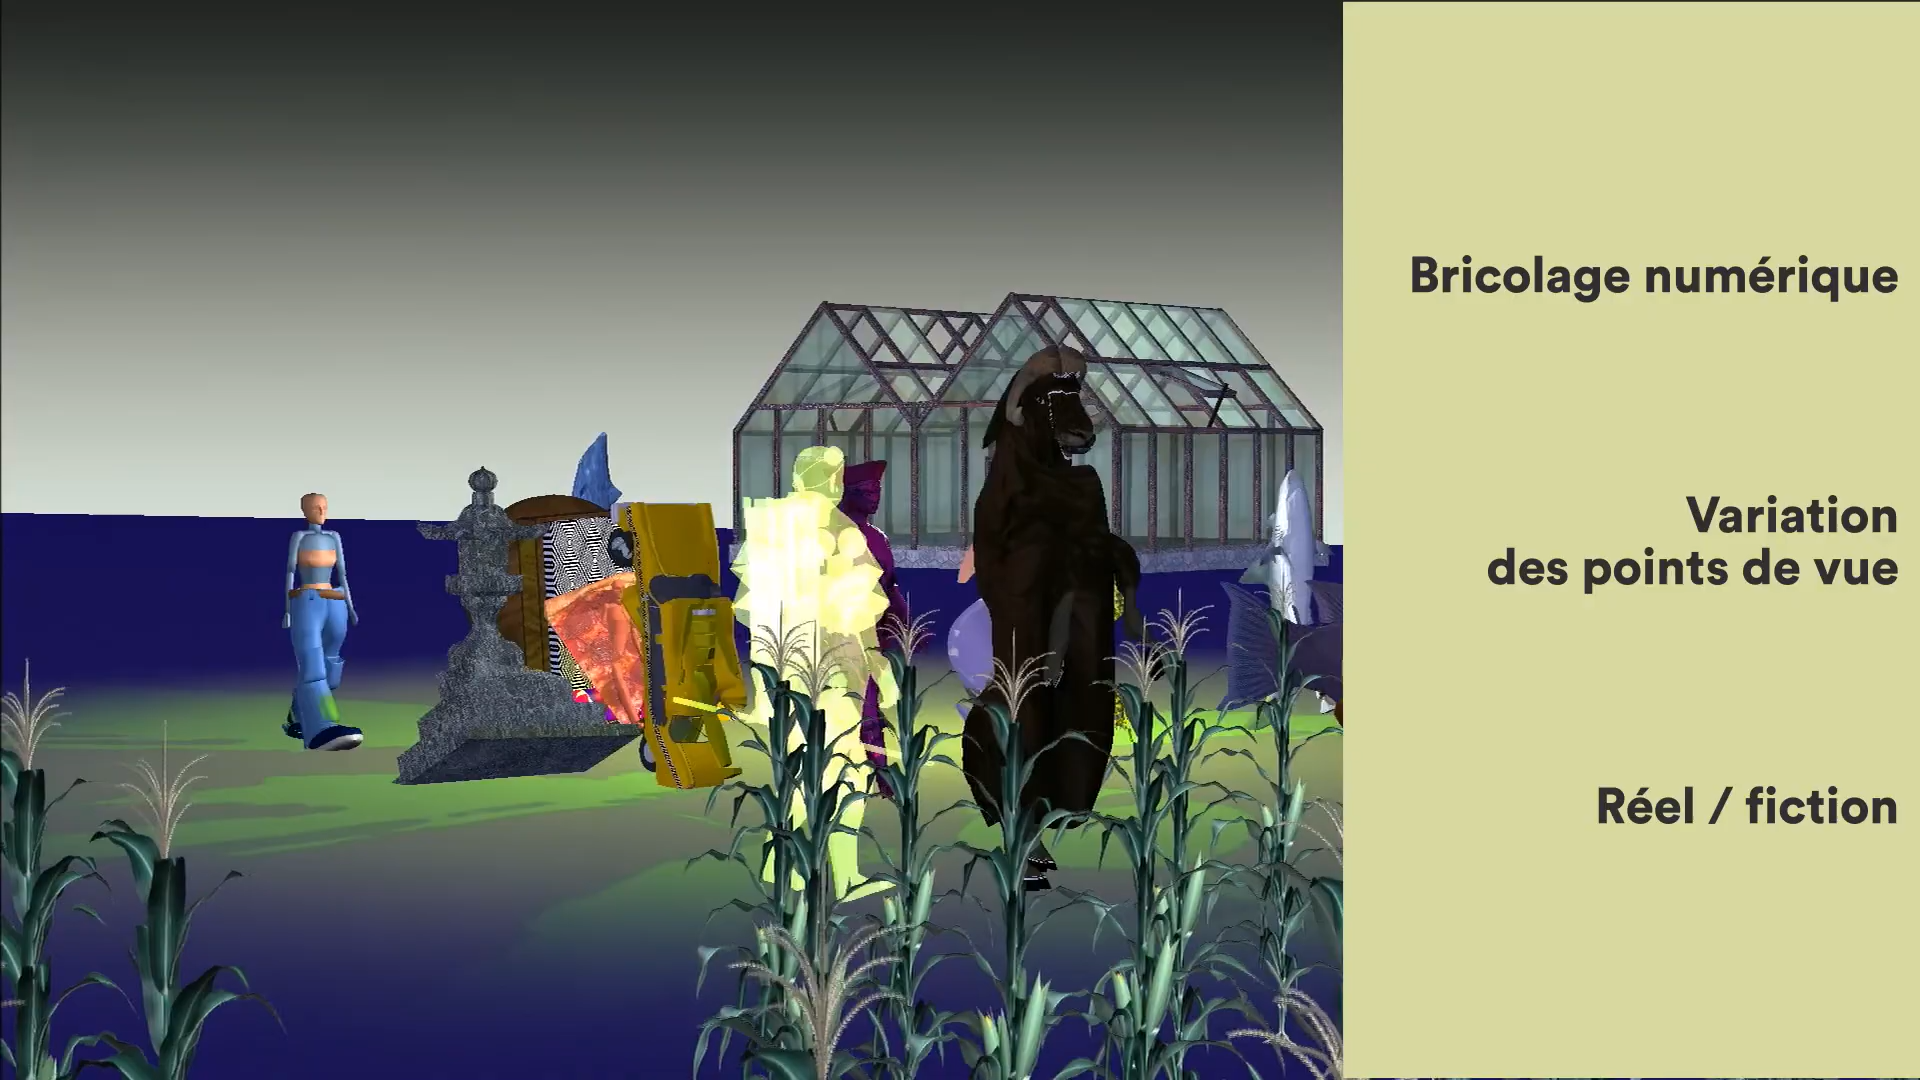 Bricolage numérique
Variation
des points de vue
Réel / fiction